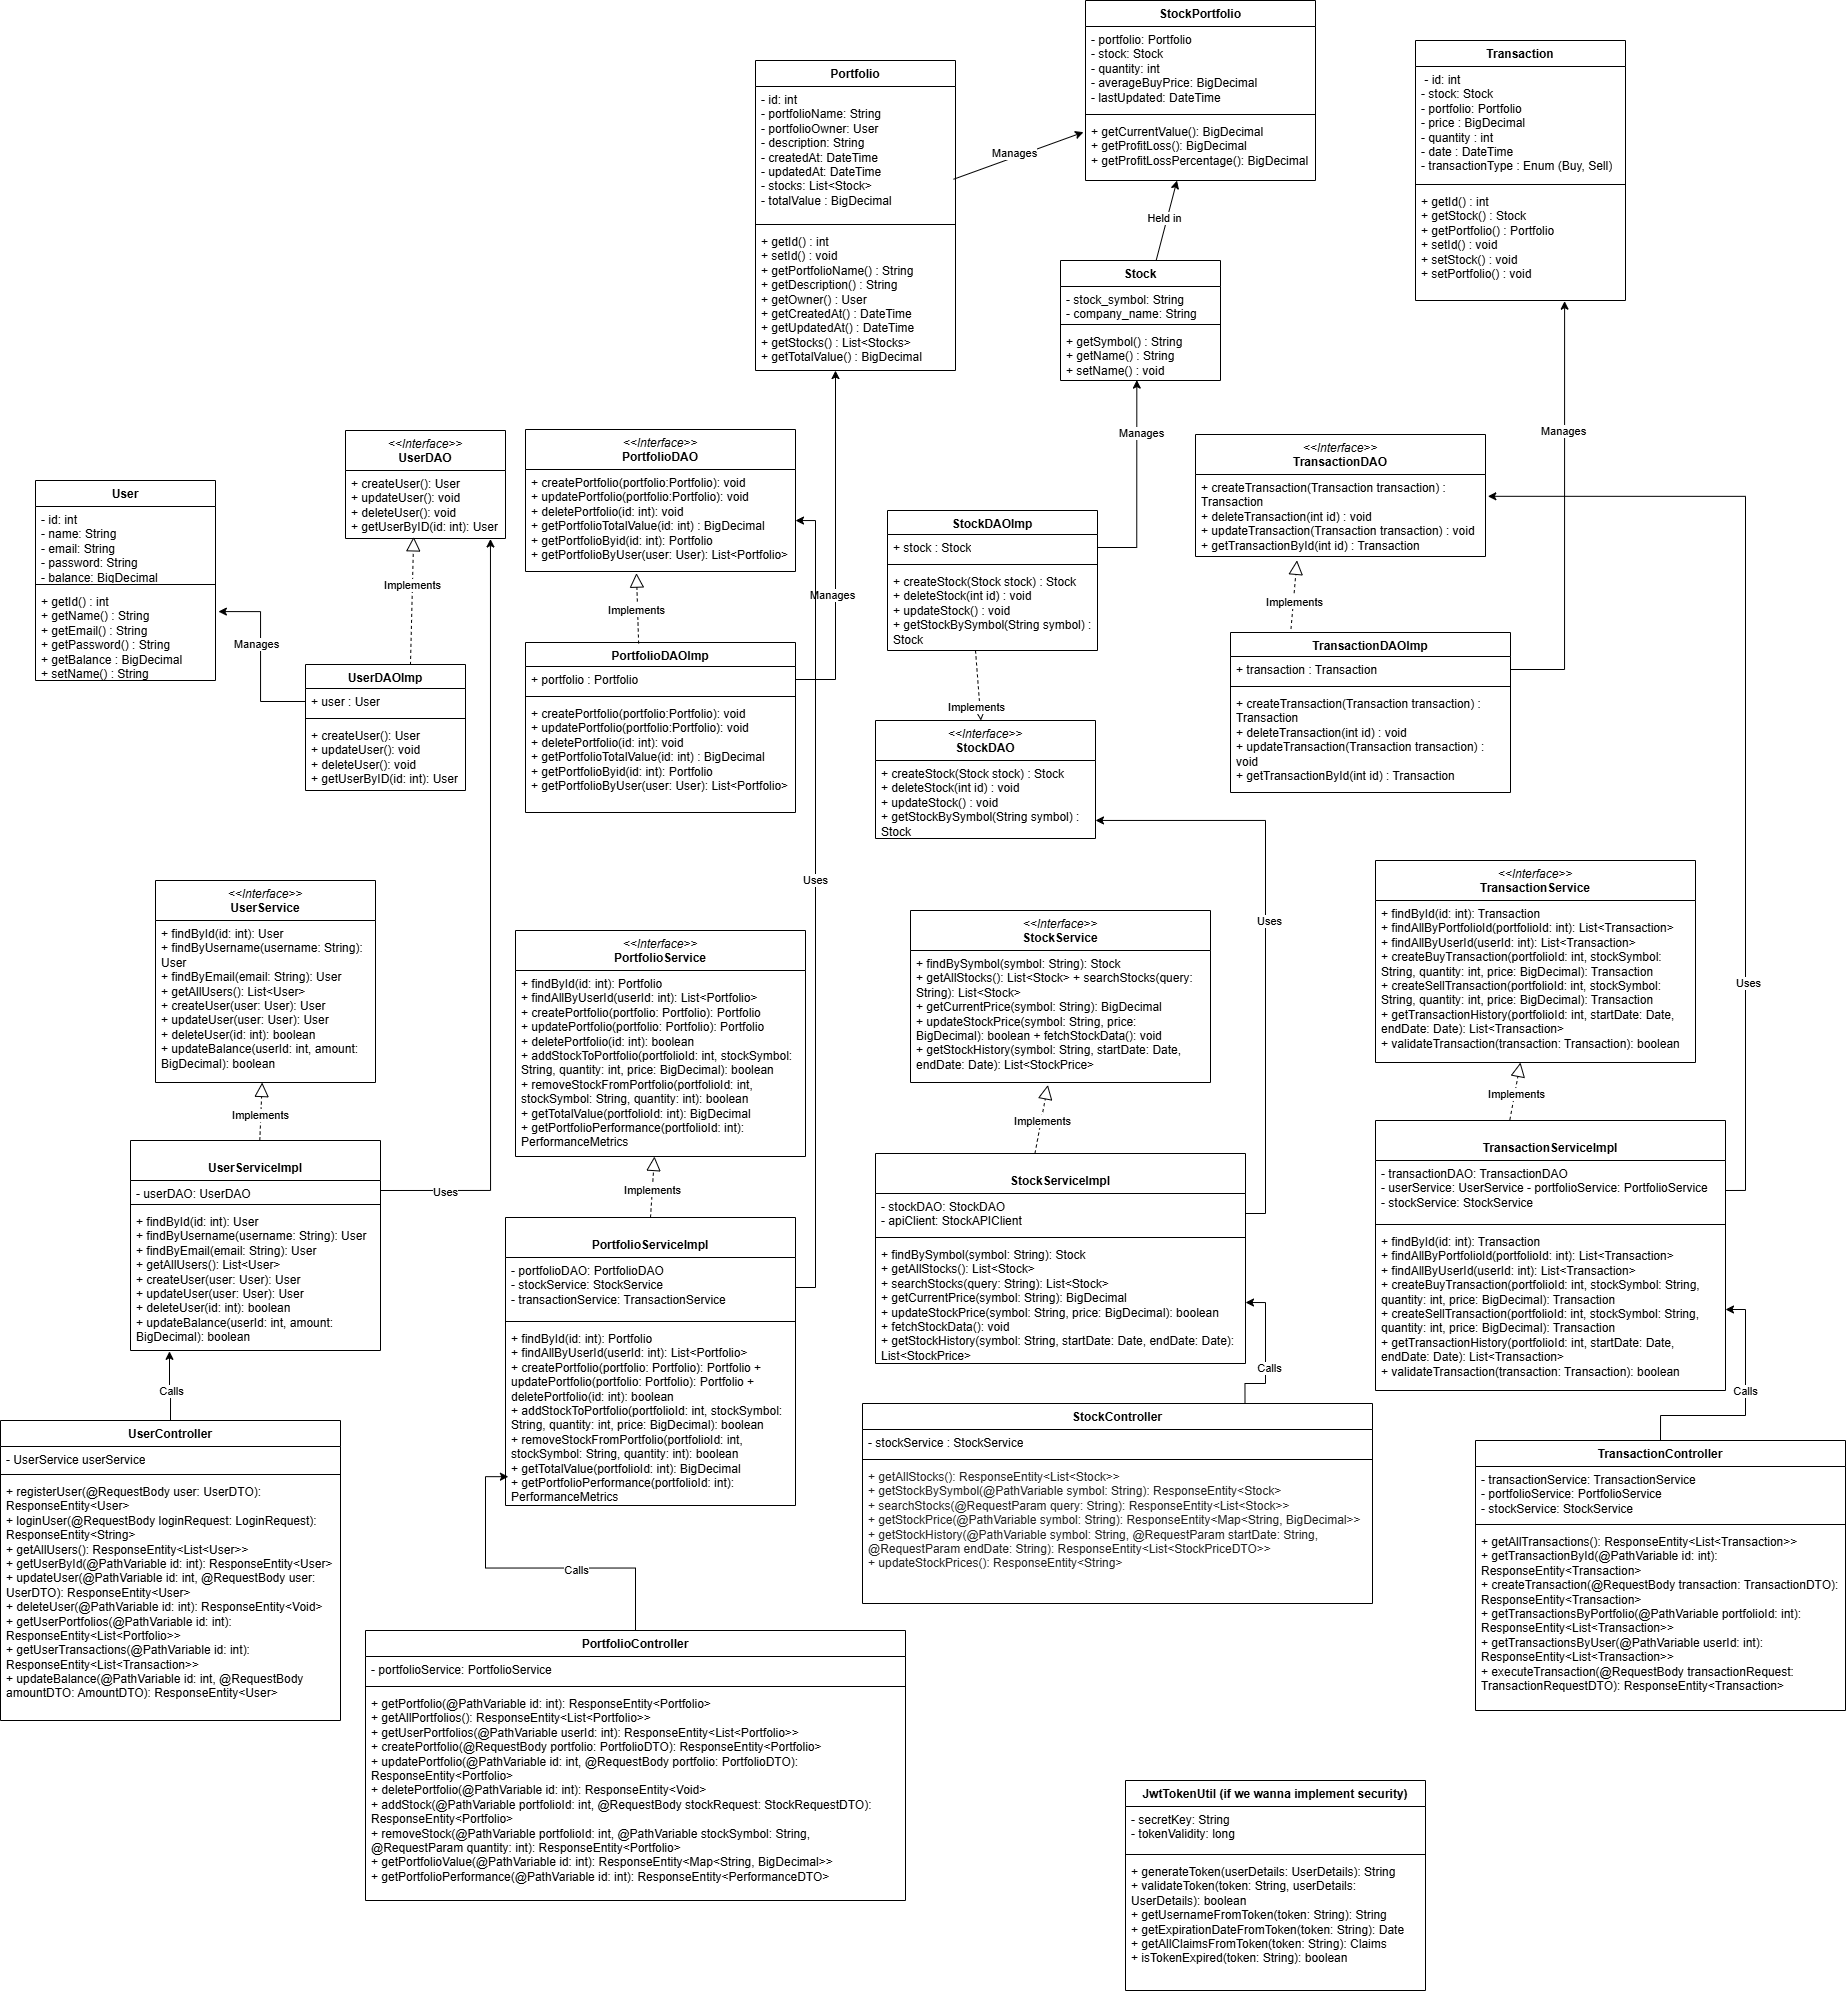 StockPortfolio
- portfolio: Portfolio
- stock: Stock
- quantity: int
- averageBuyPrice: BigDecimal
- lastUpdated: DateTime
+ getCurrentValue(): BigDecimal
+ getProfitLoss(): BigDecimal
+ getProfitLossPercentage(): BigDecimal
Transaction
- id: int
- stock: Stock
- portfolio: Portfolio
- price : BigDecimal
- quantity : int
- date : DateTime
- transactionType : Enum (Buy, Sell)
+ getId() : int
+ getStock() : Stock
+ getPortfolio() : Portfolio
+ setId() : void
+ setStock() : void
+ setPortfolio() : void
Portfolio
- id: int
- portfolioName: String
- portfolioOwner: User
- description: String
- createdAt: DateTime
- updatedAt: DateTime
- stocks: List<Stock>
- totalValue : BigDecimal
+ getId() : int
+ setId() : void
+ getPortfolioName() : String
+ getDescription() : String
+ getOwner() : User
+ getCreatedAt() : DateTime
+ getUpdatedAt() : DateTime
+ getStocks() : List<Stocks>
+ getTotalValue() : BigDecimal
Manages
Held in
Stock
- stock_symbol: String
- company_name: String
+ getSymbol() : String
+ getName() : String
+ setName() : void
Manages
Manages
<<Interface>>
UserDAO
+ createUser(): User
+ updateUser(): void
+ deleteUser(): void
+ getUserByID(id: int): User
<<Interface>>
PortfolioDAO
+ createPortfolio(portfolio:Portfolio): void
+ updatePortfolio(portfolio:Portfolio): void
+ deletePortfolio(id: int): void
+ getPortfolioTotalValue(id: int) : BigDecimal
+ getPortfolioByid(id: int): Portfolio
+ getPortfolioByUser(user: User): List<Portfolio>
<<Interface>>
TransactionDAO
+ createTransaction(Transaction transaction) :
Transaction
+ deleteTransaction(int id) : void
+ updateTransaction(Transaction transaction) : void
+ getTransactionById(int id) : Transaction
User
- id: int
- name: String
- email: String
- password: String
- balance: BigDecimal
+ getId() : int
+ getName() : String
+ getEmail() : String
+ getPassword() : String
+ getBalance : BigDecimal
+ setName() : String
Manages
Implements
Implements
Manages
Implements
StockDAOImp
+ stock : Stock
+ createStock(Stock stock) : Stock
+ deleteStock(int id) : void
+ updateStock() : void
+ getStockBySymbol(String symbol) :
Stock
UserDAOImp
+ user : User
+ createUser(): User
+ updateUser(): void
+ deleteUser(): void
+ getUserByID(id: int): User
PortfolioDAOImp
+ portfolio : Portfolio
+ createPortfolio(portfolio:Portfolio): void
+ updatePortfolio(portfolio:Portfolio): void
+ deletePortfolio(id: int): void
+ getPortfolioTotalValue(id: int) : BigDecimal
+ getPortfolioByid(id: int): Portfolio
+ getPortfolioByUser(user: User): List<Portfolio>
TransactionDAOImp
+ transaction : Transaction
+ createTransaction(Transaction transaction) :
Transaction
+ deleteTransaction(int id) : void
+ updateTransaction(Transaction transaction) :
void
+ getTransactionById(int id) : Transaction
Implements
<<Interface>>
StockDAO
+ createStock(Stock stock) : Stock
+ deleteStock(int id) : void
+ updateStock() : void
+ getStockBySymbol(String symbol) :
Stock
Uses
Uses
Uses
<<Interface>>
UserService
+ findById(id: int): User
+ findByUsername(username: String):
User
+ findByEmail(email: String): User
+ getAllUsers(): List<User>
+ createUser(user: User): User
+ updateUser(user: User): User
+ deleteUser(id: int): boolean
+ updateBalance(userId: int, amount:
BigDecimal): boolean
<<Interface>>
PortfolioService
+ findById(id: int): Portfolio
+ findAllByUserId(userId: int): List<Portfolio>
+ createPortfolio(portfolio: Portfolio): Portfolio
+ updatePortfolio(portfolio: Portfolio): Portfolio
+ deletePortfolio(id: int): boolean
+ addStockToPortfolio(portfolioId: int, stockSymbol:
String, quantity: int, price: BigDecimal): boolean
+ removeStockFromPortfolio(portfolioId: int,
stockSymbol: String, quantity: int): boolean
+ getTotalValue(portfolioId: int): BigDecimal
+ getPortfolioPerformance(portfolioId: int):
PerformanceMetrics
<<Interface>>
StockService
+ findBySymbol(symbol: String): Stock
+ getAllStocks(): List<Stock> + searchStocks(query:
String): List<Stock>
+ getCurrentPrice(symbol: String): BigDecimal
+ updateStockPrice(symbol: String, price:
BigDecimal): boolean + fetchStockData(): void
+ getStockHistory(symbol: String, startDate: Date,
endDate: Date): List<StockPrice>
<<Interface>>
TransactionService
+ findById(id: int): Transaction
+ findAllByPortfolioId(portfolioId: int): List<Transaction>
+ findAllByUserId(userId: int): List<Transaction>
+ createBuyTransaction(portfolioId: int, stockSymbol:
String, quantity: int, price: BigDecimal): Transaction
+ createSellTransaction(portfolioId: int, stockSymbol:
String, quantity: int, price: BigDecimal): Transaction
+ getTransactionHistory(portfolioId: int, startDate: Date,
endDate: Date): List<Transaction>
+ validateTransaction(transaction: Transaction): boolean
Implements
Implements
Implements
Implements
Uses
UserServiceImpl
- userDAO: UserDAO
+ findById(id: int): User
+ findByUsername(username: String): User
+ findByEmail(email: String): User
+ getAllUsers(): List<User>
+ createUser(user: User): User
+ updateUser(user: User): User
+ deleteUser(id: int): boolean
+ updateBalance(userId: int, amount:
BigDecimal): boolean
PortfolioServiceImpl
- portfolioDAO: PortfolioDAO
- stockService: StockService
- transactionService: TransactionService
+ findById(id: int): Portfolio
+ findAllByUserId(userId: int): List<Portfolio>
+ createPortfolio(portfolio: Portfolio): Portfolio +
updatePortfolio(portfolio: Portfolio): Portfolio +
deletePortfolio(id: int): boolean
+ addStockToPortfolio(portfolioId: int, stockSymbol:
String, quantity: int, price: BigDecimal): boolean
+ removeStockFromPortfolio(portfolioId: int,
stockSymbol: String, quantity: int): boolean
+ getTotalValue(portfolioId: int): BigDecimal
+ getPortfolioPerformance(portfolioId: int):
PerformanceMetrics
StockServiceImpl
- stockDAO: StockDAO
- apiClient: StockAPIClient
+ findBySymbol(symbol: String): Stock
+ getAllStocks(): List<Stock>
+ searchStocks(query: String): List<Stock>
+ getCurrentPrice(symbol: String): BigDecimal
+ updateStockPrice(symbol: String, price: BigDecimal): boolean
+ fetchStockData(): void
+ getStockHistory(symbol: String, startDate: Date, endDate: Date):
List<StockPrice>
TransactionServiceImpl
- transactionDAO: TransactionDAO
- userService: UserService - portfolioService: PortfolioService
- stockService: StockService
+ findById(id: int): Transaction
+ findAllByPortfolioId(portfolioId: int): List<Transaction>
+ findAllByUserId(userId: int): List<Transaction>
+ createBuyTransaction(portfolioId: int, stockSymbol: String,
quantity: int, price: BigDecimal): Transaction
+ createSellTransaction(portfolioId: int, stockSymbol: String,
quantity: int, price: BigDecimal): Transaction
+ getTransactionHistory(portfolioId: int, startDate: Date,
endDate: Date): List<Transaction>
+ validateTransaction(transaction: Transaction): boolean
Calls
Calls
Calls
Calls
UserController
- UserService userService
+ registerUser(@RequestBody user: UserDTO):
ResponseEntity<User>
+ loginUser(@RequestBody loginRequest: LoginRequest):
ResponseEntity<String>
+ getAllUsers(): ResponseEntity<List<User>>
+ getUserById(@PathVariable id: int): ResponseEntity<User>
+ updateUser(@PathVariable id: int, @RequestBody user:
UserDTO): ResponseEntity<User>
+ deleteUser(@PathVariable id: int): ResponseEntity<Void>
+ getUserPortfolios(@PathVariable id: int):
ResponseEntity<List<Portfolio>>
+ getUserTransactions(@PathVariable id: int):
ResponseEntity<List<Transaction>>
+ updateBalance(@PathVariable id: int, @RequestBody
amountDTO: AmountDTO): ResponseEntity<User>
StockController
- stockService : StockService
+ getAllStocks(): ResponseEntity<List<Stock>>
+ getStockBySymbol(@PathVariable symbol: String): ResponseEntity<Stock>
+ searchStocks(@RequestParam query: String): ResponseEntity<List<Stock>>
+ getStockPrice(@PathVariable symbol: String): ResponseEntity<Map<String, BigDecimal>>
+ getStockHistory(@PathVariable symbol: String, @RequestParam startDate: String,
@RequestParam endDate: String): ResponseEntity<List<StockPriceDTO>>
+ updateStockPrices(): ResponseEntity<String>
TransactionController
- transactionService: TransactionService
- portfolioService: PortfolioService
- stockService: StockService
+ getAllTransactions(): ResponseEntity<List<Transaction>>
+ getTransactionById(@PathVariable id: int):
ResponseEntity<Transaction>
+ createTransaction(@RequestBody transaction: TransactionDTO):
ResponseEntity<Transaction>
+ getTransactionsByPortfolio(@PathVariable portfolioId: int):
ResponseEntity<List<Transaction>>
+ getTransactionsByUser(@PathVariable userId: int):
ResponseEntity<List<Transaction>>
+ executeTransaction(@RequestBody transactionRequest:
TransactionRequestDTO): ResponseEntity<Transaction>
PortfolioController
- portfolioService: PortfolioService
+ getPortfolio(@PathVariable id: int): ResponseEntity<Portfolio>
+ getAllPortfolios(): ResponseEntity<List<Portfolio>>
+ getUserPortfolios(@PathVariable userId: int): ResponseEntity<List<Portfolio>>
+ createPortfolio(@RequestBody portfolio: PortfolioDTO): ResponseEntity<Portfolio>
+ updatePortfolio(@PathVariable id: int, @RequestBody portfolio: PortfolioDTO):
ResponseEntity<Portfolio>
+ deletePortfolio(@PathVariable id: int): ResponseEntity<Void>
+ addStock(@PathVariable portfolioId: int, @RequestBody stockRequest: StockRequestDTO):
ResponseEntity<Portfolio>
+ removeStock(@PathVariable portfolioId: int, @PathVariable stockSymbol: String,
@RequestParam quantity: int): ResponseEntity<Portfolio>
+ getPortfolioValue(@PathVariable id: int): ResponseEntity<Map<String, BigDecimal>>
+ getPortfolioPerformance(@PathVariable id: int): ResponseEntity<PerformanceDTO>
JwtTokenUtil (if we wanna implement security)
- secretKey: String
- tokenValidity: long
+ generateToken(userDetails: UserDetails): String
+ validateToken(token: String, userDetails:
UserDetails): boolean
+ getUsernameFromToken(token: String): String
+ getExpirationDateFromToken(token: String): Date
+ getAllClaimsFromToken(token: String): Claims
+ isTokenExpired(token: String): boolean